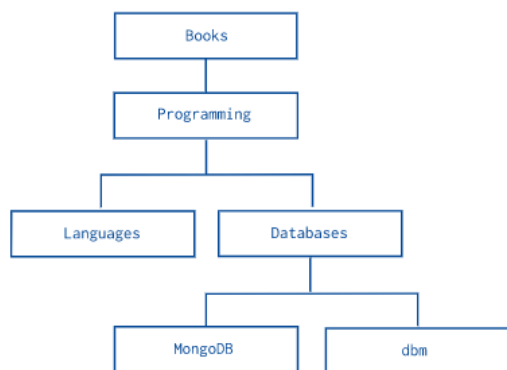 Books
Programming
Languages
Databases
MongoDB
dbm